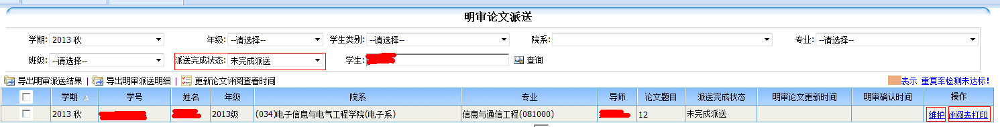 明审论文派送
学期: 2013 秋 年级: --请选择-- 学生类别: --请选择-- 院系: 专业: --请选择--
班级: --请选择-- 派送完成状态: 未完成派送 学生: 查询
导出明审派送结果 | 导出明审派送明细 | 更新论文评阅查看时间 表示 重复率检测未达标!
学期 学号 姓名 年级 院系 专业 导师 论文题目 派送完成状态 明审论文更新时间 明审确认时间 操作
2013 秋 2013级 (034)电子信息与电气工程学院(电子系) 信息与通信工程(081000) 12 未完成派送 维护 评阅表打印